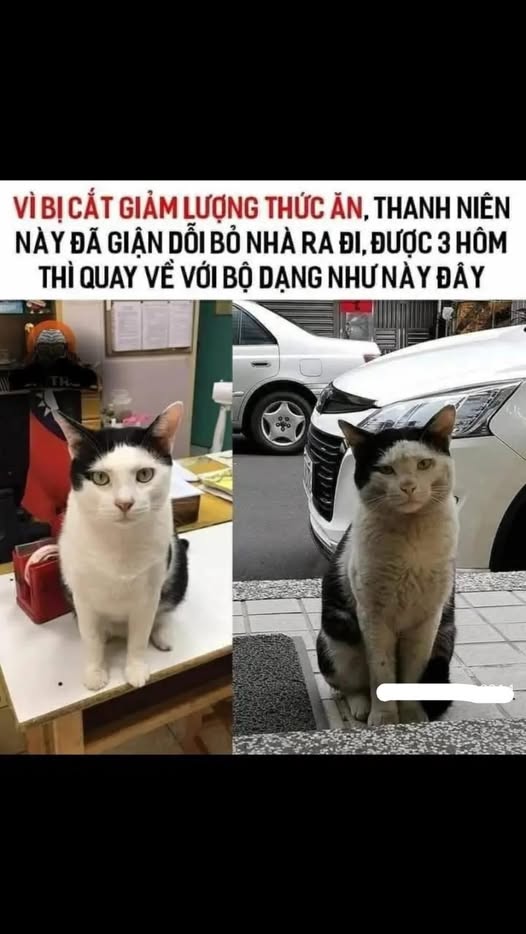 VÌ BỊ CẮT GIẢM LƯỢNG THỨC ĂN, THANH NIÊN
NÀY ĐÃ GIẬN DỖI BỎ NHÀ RA ĐI, ĐƯỢC 3 HÔM
THÌ QUAY VỀ VỚI BỘ DẠNG NHƯ NÀY ĐÂY